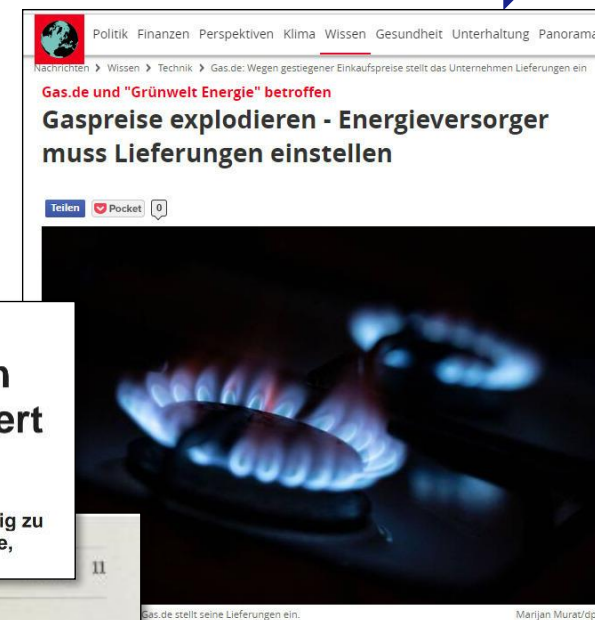 Politik Finanzen Perspektiven Klima Wissen Gesundheit Unterhaltung Panorama
Nachrichten > Wissen > Technik > Gas.de: Wegen gestiegener Einkaufspreise stellt das Unternehmen Lieferungen ein
Gas.de und "Grünwelt Energie" betroffen
Gaspreise explodieren - Energieversorger
muss Lieferungen einstellen
Teilen Pocket 0
n
ert
ig zu
e,
11
Gas.de stellt seine Lieferungen ein.
Marijan Murat/dp